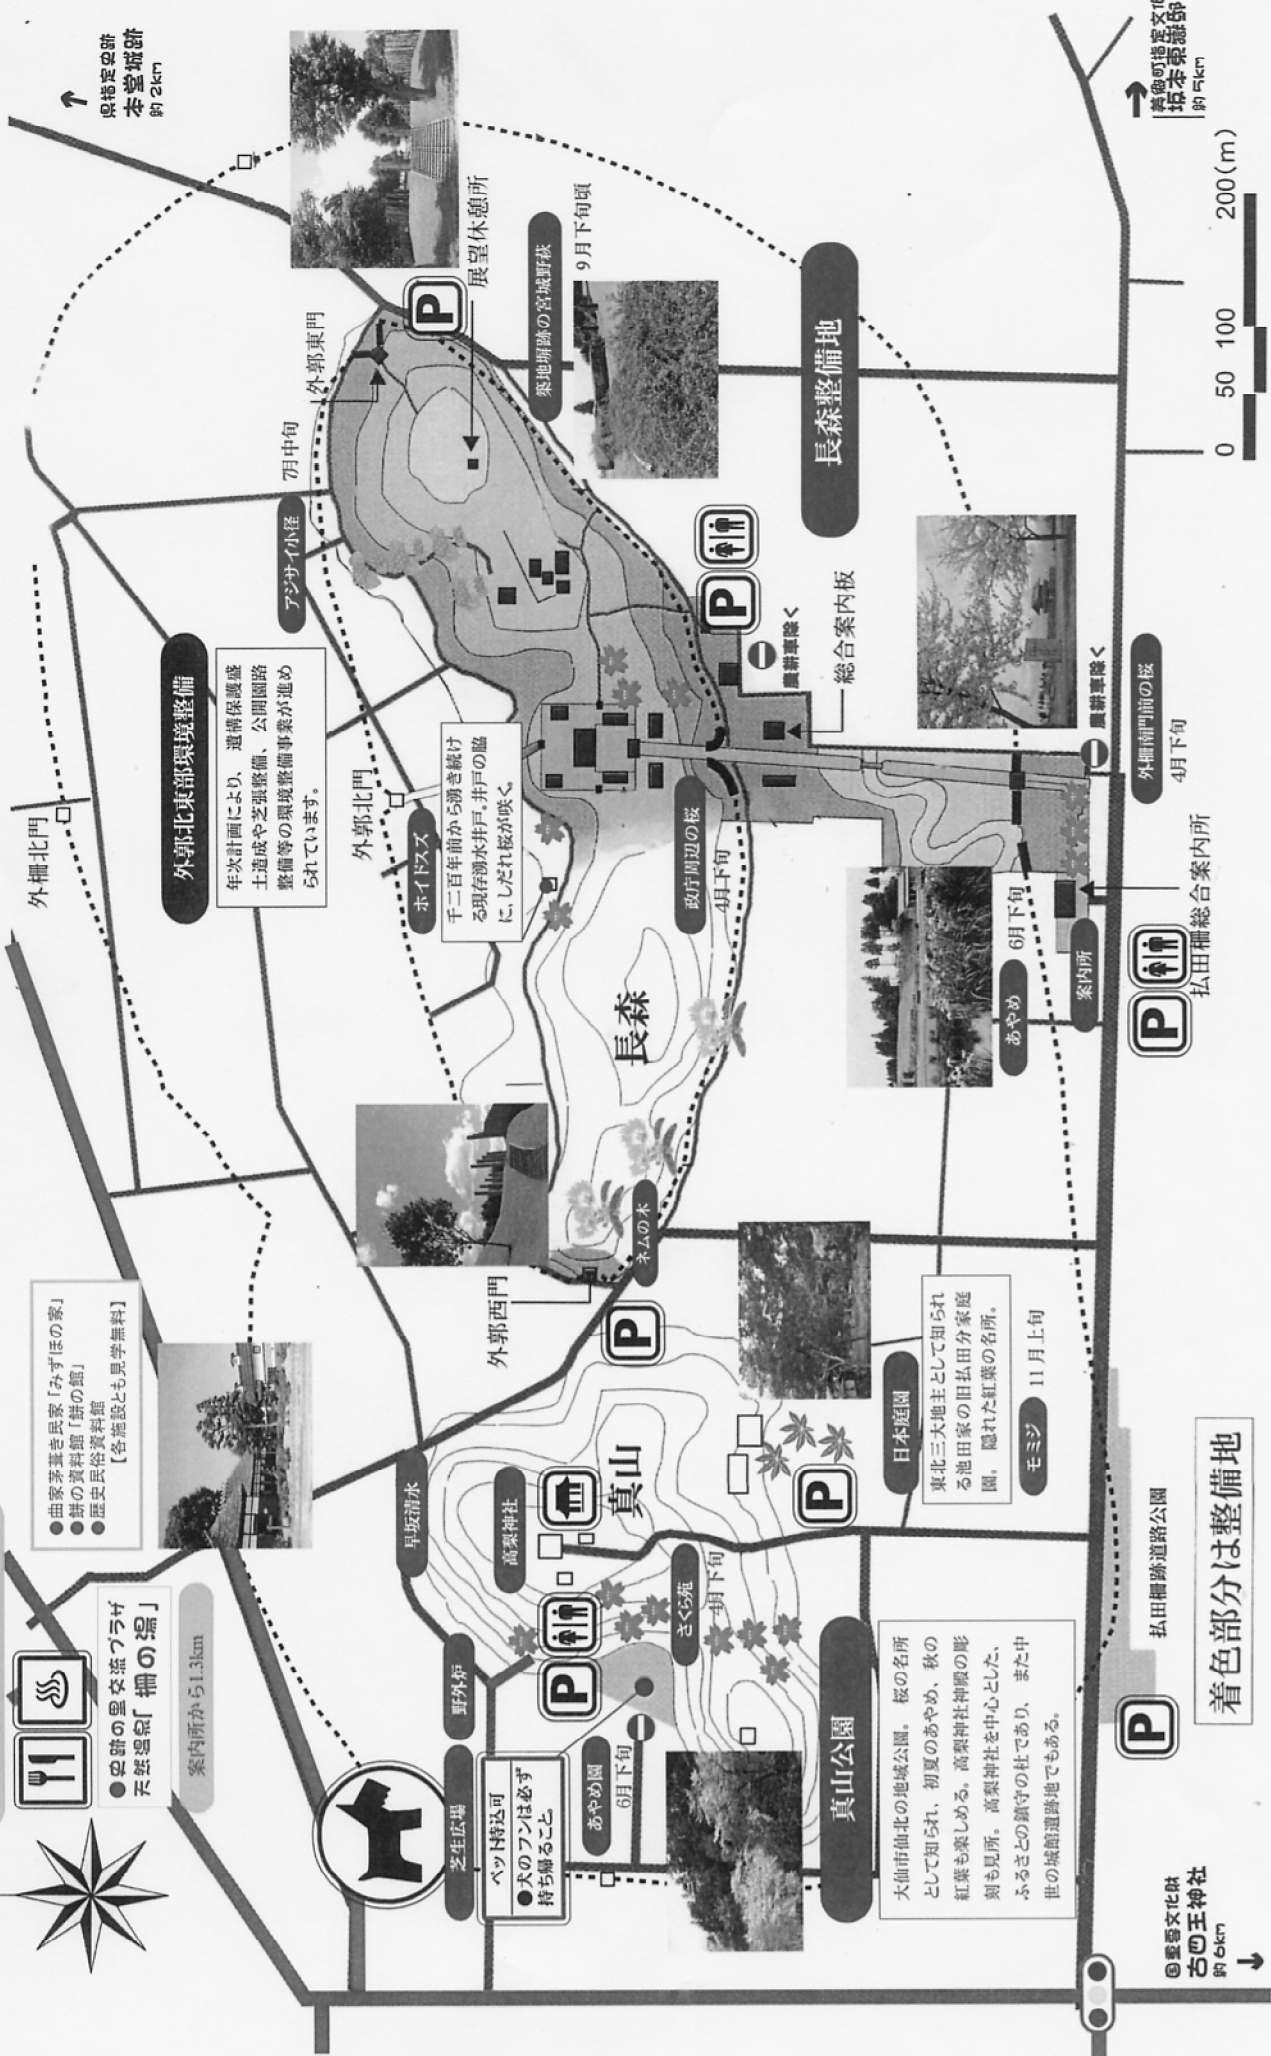 県指定史跡
本堂城跡
約2km
美郷町指定文化
坂本東嶽邸
約5km
外柵北門
外郭北東部環境整備
年次計画により、遺構保護盛
土造成や芝張整備、公開園路
整備等の環境整備事業が進め
られています。
アジサイ小径
7月中旬
外郭東門
P
展望休憩所
築地塀跡の宮城野萩
9月下旬頃
長森整備地
外郭北門
ホイドスズ
千二百年前から湧き続け
る現存湧水井戸。井戸の脇
に、しだれ桜が咲く。
政庁周辺の桜
4月下旬
P
農耕車除く
総合案内板
農耕車除く
外柵南門前の桜
4月下旬
払田柵総合案内所
案内所
P
あやめ
6月下旬
長森
ネムの木
外郭西門
P
●曲家茅葺き民家「みずほの家」
●餅の資料館「餅の館」
●歴史民俗資料館
【各施設とも見学無料】
●史跡の里交流プラザ
天然温泉「柵の湯」
案内所から1.3km
早坂清水
高梨神社
真山
P
日本庭園
東北三大地主として知られ
る池田家の旧払田分家庭
園。隠れた紅葉の名所。
モミジ
11月上旬
さくら苑
4月下旬
野外炉
P
芝生広場
ペット持込可
●犬のフンは必ず
持ち帰ること。
あやめ園
6月下旬
真山公園
大仙市仙北の地域公園。桜の名所
として知られ、初夏のあやめ、秋の
紅葉も楽しめる。高梨神社神殿の彫
刻も見所。高梨神社を中心とした、
ふるさとの鎮守の杜であり、また中
世の城館遺跡地でもある。
払田柵跡道路公園
P
着色部分は整備地
国重要文化財
古四王神社
約6km
0 50 100 200(m)